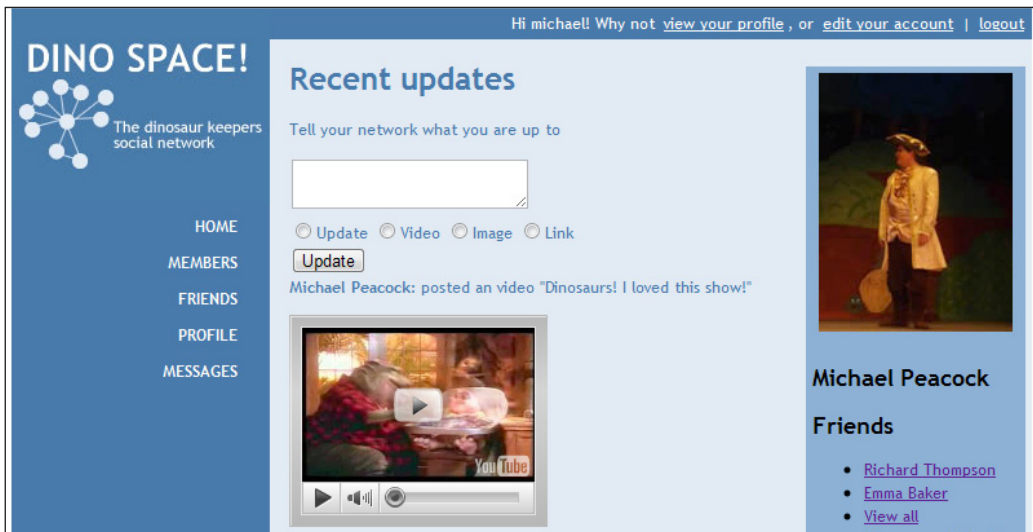 Hi michael! Why not view your profile , or edit your account | logout
DINO SPACE!
The dinosaur keepers
social network
HOME
MEMBERS
FRIENDS
PROFILE
MESSAGES
Recent updates
Tell your network what you are up to
Update Video Image Link
Update
Michael Peacock: posted an video "Dinosaurs! I loved this show!"
YouTube
Michael Peacock
Friends
Richard Thompson
Emma Baker
View all